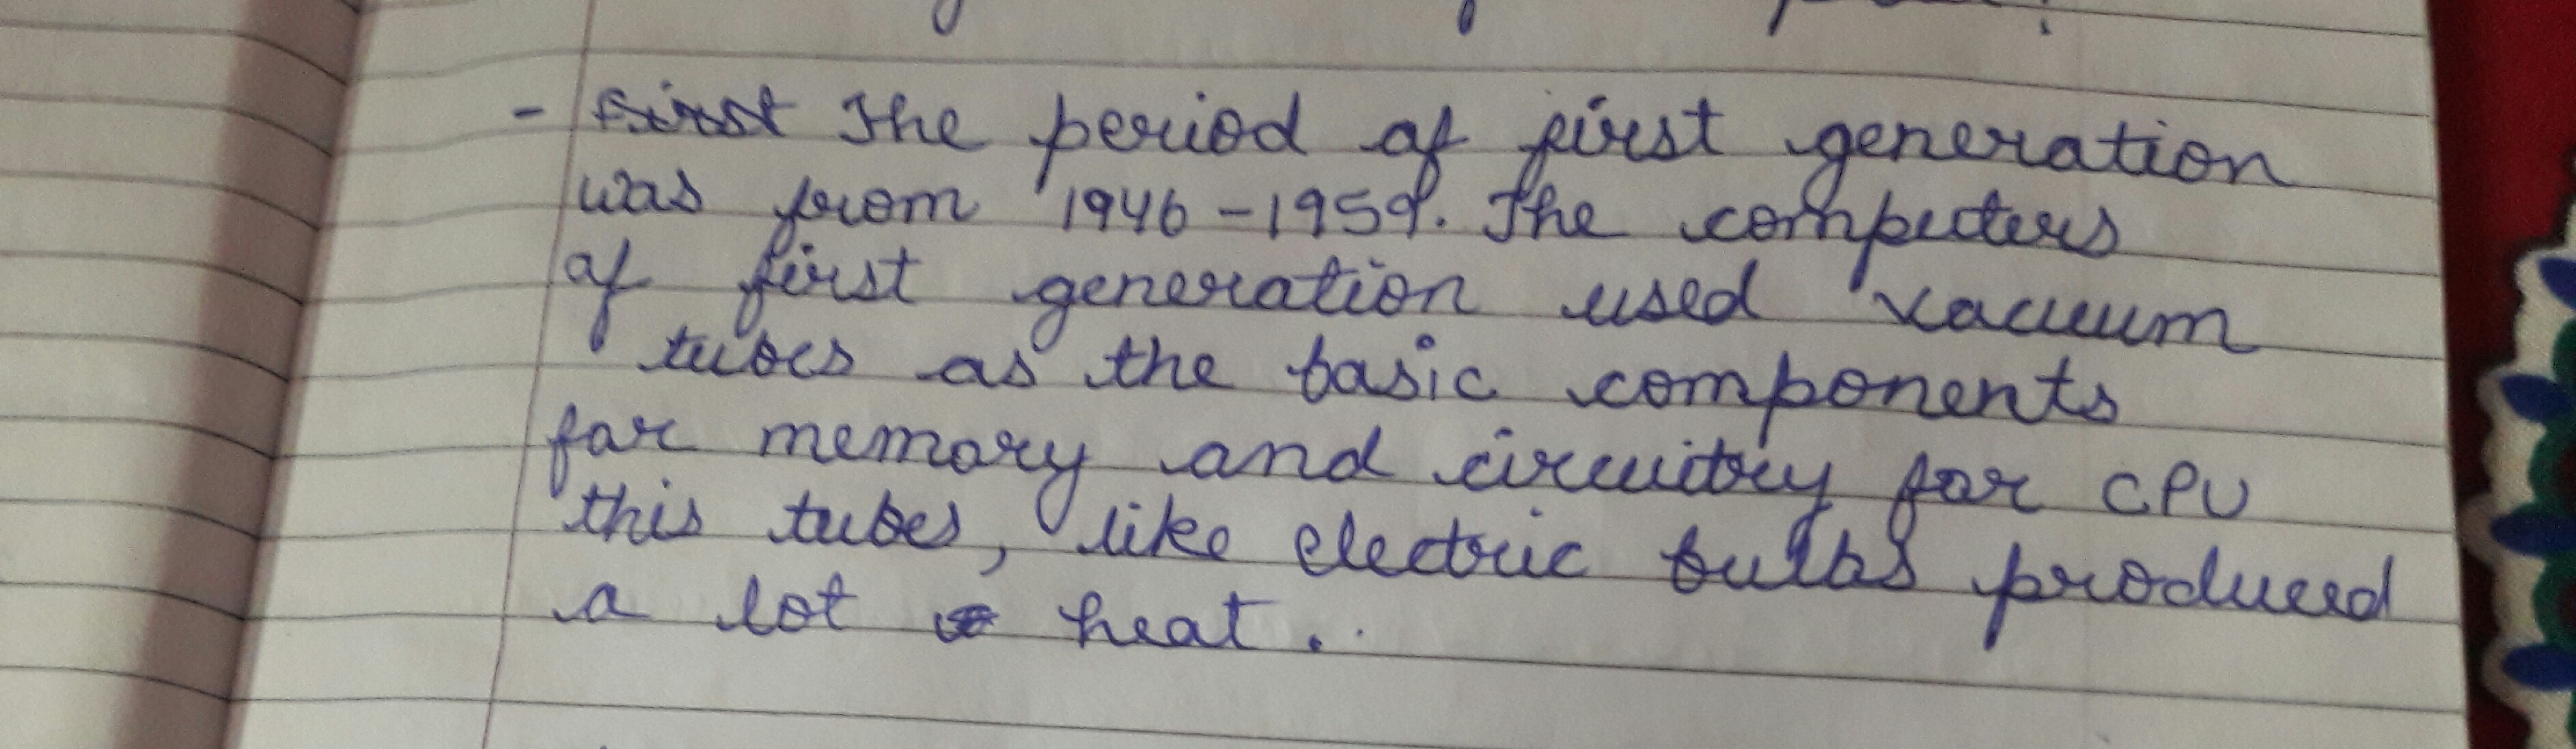 - First The period of first generation
was from 1946-1959. The computers
of first generation used vacuum
tubes as the basic components
for memory and circuitry for CPU
this tubes, like electric bulbs produced
a lot heat.